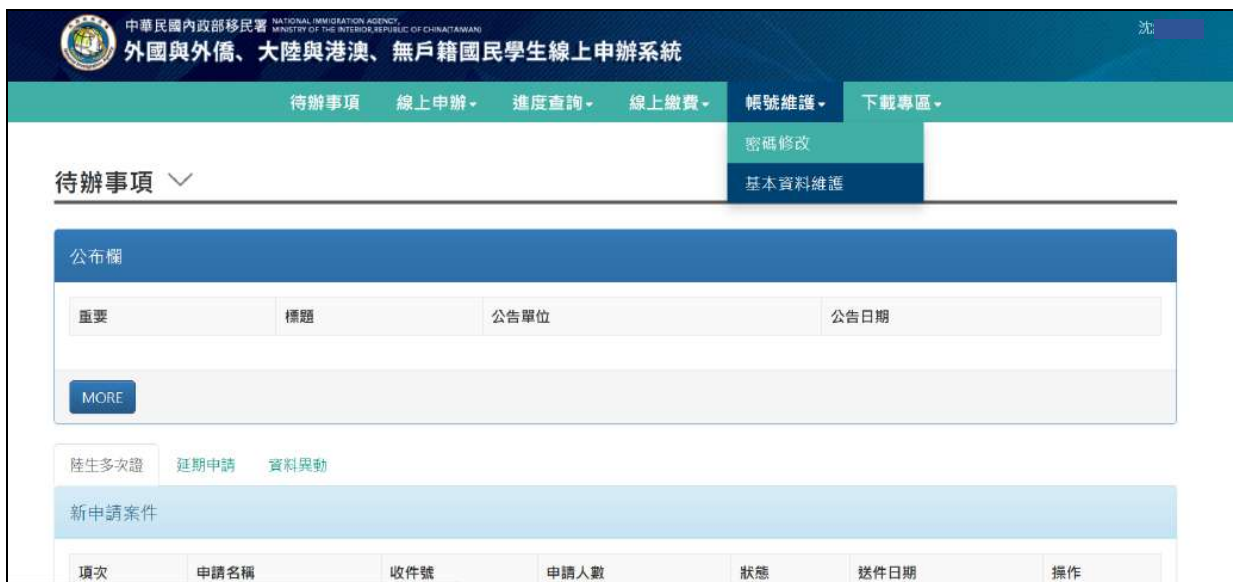 中華民國內政部移民署 NATIONAL IMMIGRATION AGENCY,
MINISTRY OF THE INTERIOR,REPUBLIC OF CHINA(TAIWAN)
外國與外僑、大陸與港澳、無戶籍國民學生線上申辦系統
沈
待辦事項 線上申辦 進度查詢 線上繳費 帳號維護 下載專區
密碼修改
基本資料維護
待辦事項
公布欄
重要 標題 公告單位 公告日期
MORE
陸生多次證 延期申請 資料異動
新申請案件
項次 申請名稱 收件號 申請人數 狀態 送件日期 操作